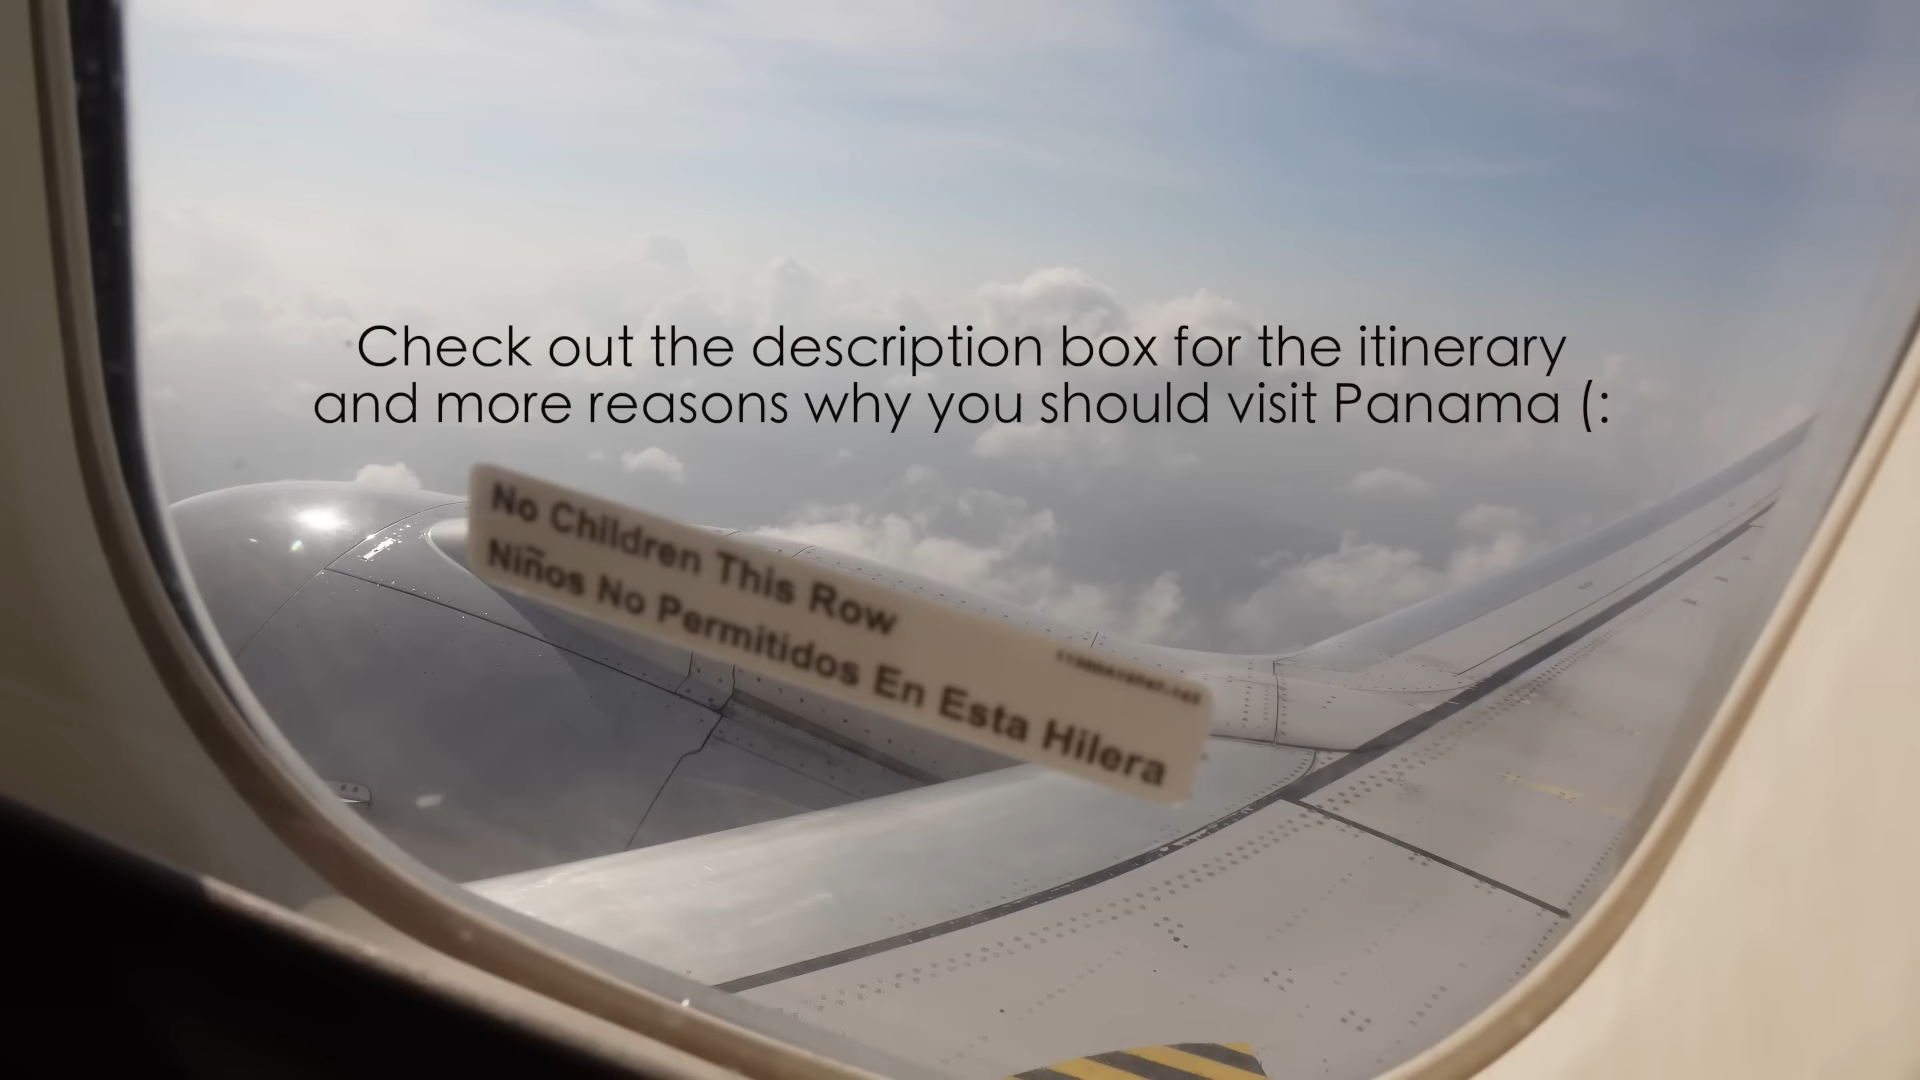 Check out the description box for the itinerary
and more reasons why you should visit Panama (:
No Children This Row
Niños No Permitidos En Esta Hilera